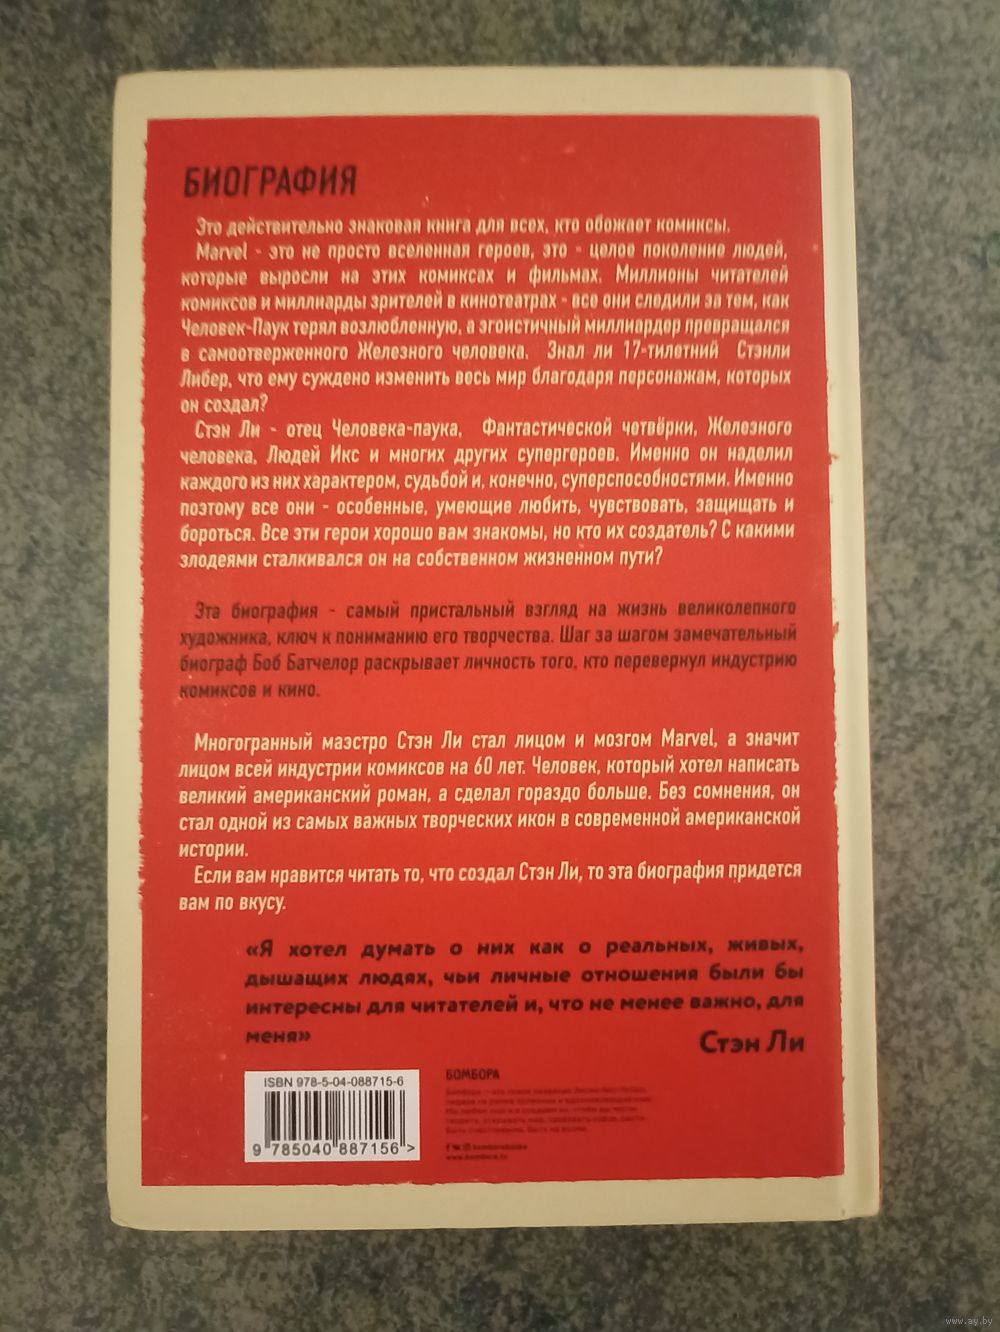 БИОГРАФИЯ
Это действительно знаковая книга для всех, кто обожает комиксы.
Marvel - это не просто вселенная героев, это - целое поколение людей,
которые выросли на этих комиксах и фильмах. Миллионы читателей
комиксов и миллиарды зрителей в кинотеатрах - все они следили за тем, как
Человек-Паук терял возлюбленную, а эгоистичный миллиардер превращался
в самоотверженного Железного человека. Знал ли 17-тилетний Стэнли
Либер, что ему суждено изменить весь мир благодаря персонажам, которых
он создал?
Стэн Ли - отец Человека-паука, Фантастической четвёрки, Железного
человека, Людей Икс и многих других супергероев. Именно он наделил
каждого из них характером, судьбой и, конечно, суперспособностями. Именно
поэтому все они - особенные, умеющие любить, чувствовать, защищать и
бороться. Все эти герои хорошо вам знакомы, но кто их создатель? С какими
злодеями сталкивался он на собственном жизненном пути?
Эта биография - самый пристальный взгляд на жизнь великолепного
художника, ключ к пониманию его творчества. Шаг за шагом замечательный
биограф Боб Батчелор раскрывает личность того, кто перевернул индустрию
комиксов и кино.
Многогранный маэстро Стэн Ли стал лицом и мозгом Marvel, а значит
лицом всей индустрии комиксов на 60 лет. Человек, который хотел написать
великий американский роман, а сделал гораздо больше. Без сомнения, он
стал одной из самых важных творческих икон в современной американской
истории.
Если вам нравится читать то, что создал Стэн Ли, то эта биография придется
вам по вкусу.
«Я хотел думать о них как о реальных, живых,
дышащих людях, чьи личные отношения были бы
интересны для читателей и, что не менее важно, для
меня»
Стэн Ли
ISBN 978-5-04-088715-6
9 785040 887156 >
БОМБОРА
www.bombora.ru
www.ay.by